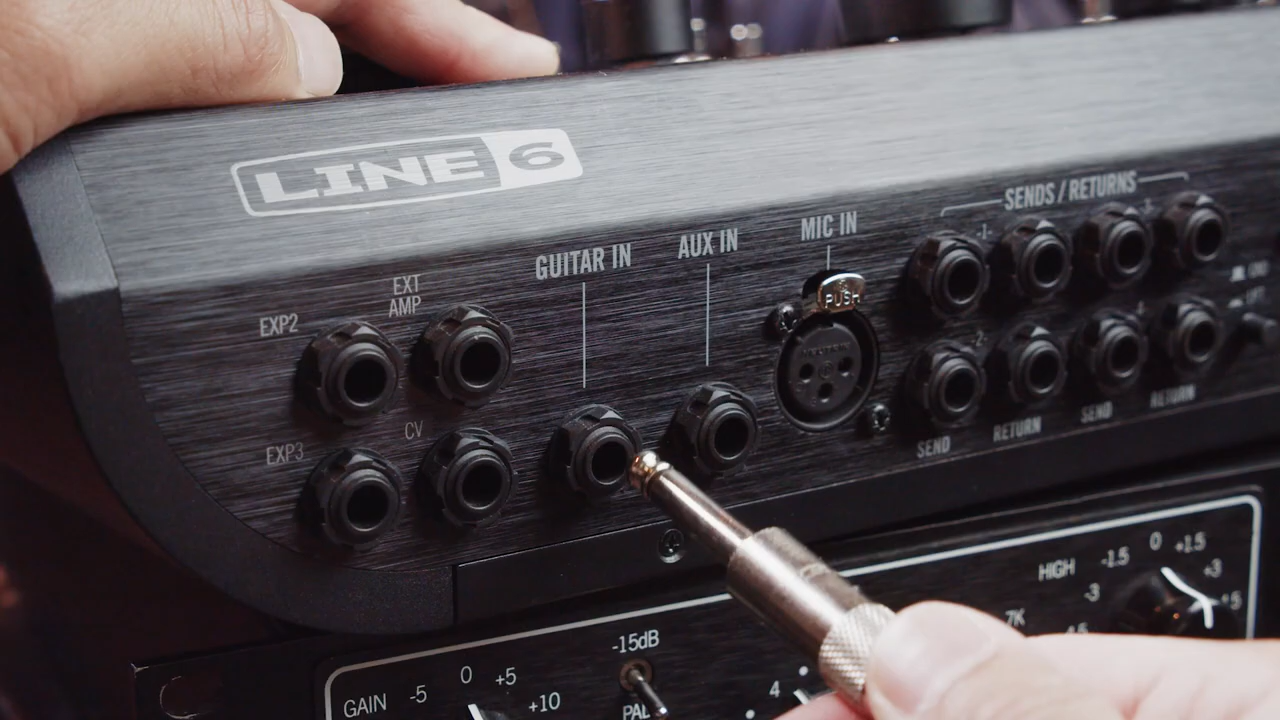 LINE 6
SENDS / RETURNS
GUITAR IN
AUX IN
MIC IN
-1-
PUSH
EXT
AMP
EXP2
CV
EXP3
-2-
SEND
RETURN
SEND
RETURN
HIGH
-1.5
0
+1.5
-3
+3
7K
4.5
-15dB
PAD
GAIN
-5
0
+5
+10
4